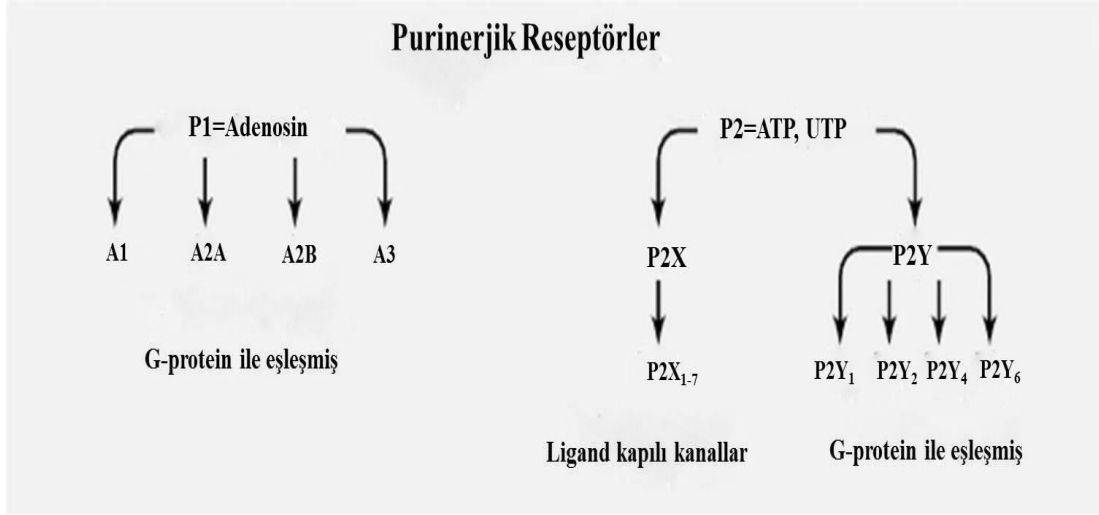 Purinerjik Reseptörler
P1=Adenosin
P2=ATP, UTP
A1 A2A A2B A3
P2X
P2Y
G-protein ile eşleşmiş
P2X₁₋₇
P2Y₁ P2Y₂ P2Y₄ P2Y₆
Ligand kapılı kanallar
G-protein ile eşleşmiş